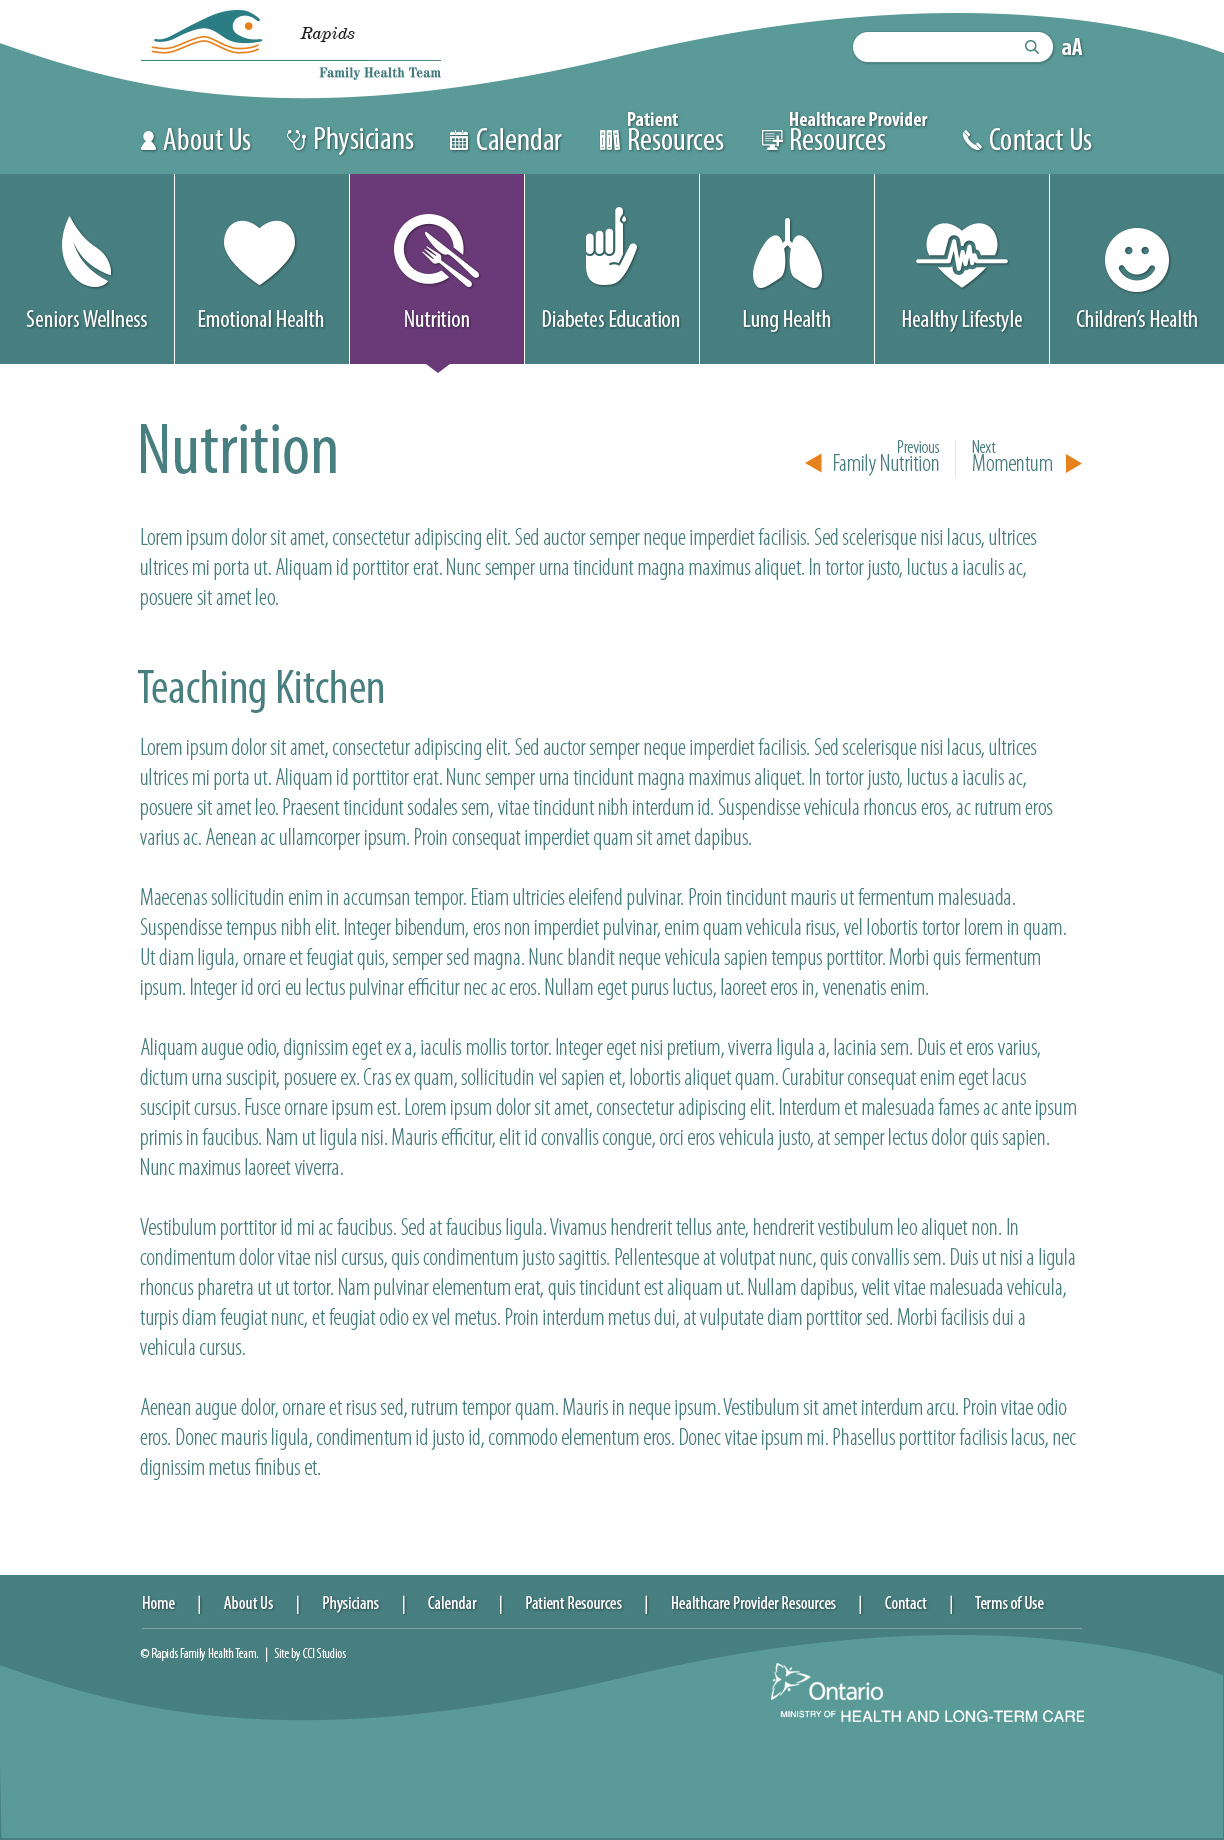 Rapids
Family Health Team
aA
About Us
Physicians
Calendar
Patient
Resources
Healthcare Provider
Resources
Contact Us
Seniors Wellness
Emotional Health
Nutrition
Diabetes Education
Lung Health
Healthy Lifestyle
Children's Health
Nutrition
Previous
Family Nutrition
Next
Momentum
Lorem ipsum dolor sit amet, consectetur adipiscing elit. Sed auctor semper neque imperdiet facilisis. Sed scelerisque nisi lacus, ultrices
ultrices mi porta ut. Aliquam id porttitor erat. Nunc semper urna tincidunt magna maximus aliquet. In tortor justo, luctus a iaculis ac,
posuere sit amet leo.
Teaching Kitchen
Lorem ipsum dolor sit amet, consectetur adipiscing elit. Sed auctor semper neque imperdiet facilisis. Sed scelerisque nisi lacus, ultrices
ultrices mi porta ut. Aliquam id porttitor erat. Nunc semper urna tincidunt magna maximus aliquet. In tortor justo, luctus a iaculis ac,
posuere sit amet leo. Praesent tincidunt sodales sem, vitae tincidunt nibh interdum id. Suspendisse vehicula rhoncus eros, ac rutrum eros
varius ac. Aenean ac ullamcorper ipsum. Proin consequat imperdiet quam sit amet dapibus.
Maecenas sollicitudin enim in accumsan tempor. Etiam ultricies eleifend pulvinar. Proin tincidunt mauris ut fermentum malesuada.
Suspendisse tempus nibh elit. Integer bibendum, eros non imperdiet pulvinar, enim quam vehicula risus, vel lobortis tortor lorem in quam.
Ut diam ligula, ornare et feugiat quis, semper sed magna. Nunc blandit neque vehicula sapien tempus porttitor. Morbi quis fermentum
ipsum. Integer id orci eu lectus pulvinar efficitur nec ac eros. Nullam eget purus luctus, laoreet eros in, venenatis enim.
Aliquam augue odio, dignissim eget ex a, iaculis mollis tortor. Integer eget nisi pretium, viverra ligula a, lacinia sem. Duis et eros varius,
dictum urna suscipit, posuere ex. Cras ex quam, sollicitudin vel sapien et, lobortis aliquet quam. Curabitur consequat enim eget lacus
suscipit cursus. Fusce ornare ipsum est. Lorem ipsum dolor sit amet, consectetur adipiscing elit. Interdum et malesuada fames ac ante ipsum
primis in faucibus. Nam ut ligula nisi. Mauris efficitur, elit id convallis congue, orci eros vehicula justo, at semper lectus dolor quis sapien.
Nunc maximus laoreet viverra.
Vestibulum porttitor id mi ac faucibus. Sed at faucibus ligula. Vivamus hendrerit tellus ante, hendrerit vestibulum leo aliquet non. In
condimentum dolor vitae nisl cursus, quis condimentum justo sagittis. Pellentesque at volutpat nunc, quis convallis sem. Duis ut nisi a ligula
rhoncus pharetra ut ut tortor. Nam pulvinar elementum erat, quis tincidunt est aliquam ut. Nullam dapibus, velit vitae malesuada vehicula,
turpis diam feugiat nunc, et feugiat odio ex vel metus. Proin interdum metus dui, at vulputate diam porttitor sed. Morbi facilisis dui a
vehicula cursus.
Aenean augue dolor, ornare et risus sed, rutrum tempor quam. Mauris in neque ipsum. Vestibulum sit amet interdum arcu. Proin vitae odio
eros. Donec mauris ligula, condimentum id justo id, commodo elementum eros. Donec vitae ipsum mi. Phasellus porttitor facilisis lacus, nec
dignissim metus finibus et.
Home | About Us | Physicians | Calendar | Patient Resources | Healthcare Provider Resources | Contact | Terms of Use
© Rapids Family Health Team. | Site by CCI Studios
Ontario
MINISTRY OF HEALTH AND LONG-TERM CARE